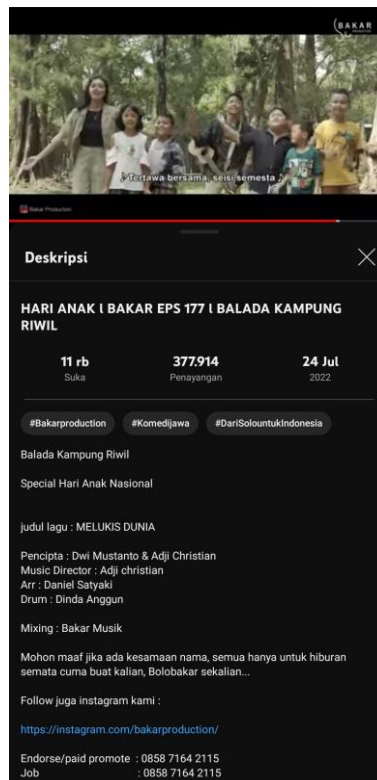 (BAKAR
PRODUCTION
♪ Tertawa bersama, seisi semesta ♪
Bakar Production
Deskripsi
HARI ANAK l BAKAR EPS 177 l BALADA KAMPUNG
RIWIL
11 rb 377.914 24 Jul
Suka Penayangan 2022
#Bakarproduction #Komedijawa #DariSolountukIndonesia
Balada Kampung Riwil
Special Hari Anak Nasional
judul lagu : MELUKIS DUNIA
Pencipta : Dwi Mustanto & Adji Christian
Music Director : Adji christian
Arr : Daniel Satyaki
Drum : Dinda Anggun
Mixing : Bakar Musik
Mohon maaf jika ada kesamaan nama, semua hanya untuk hiburan
semata cuma buat kalian, Bolobakar sekalian...
Follow juga instagram kami :
https://instagram.com/bakarproduction/
Endorse/paid promote : 0858 7164 2115
Job : 0858 7164 2115